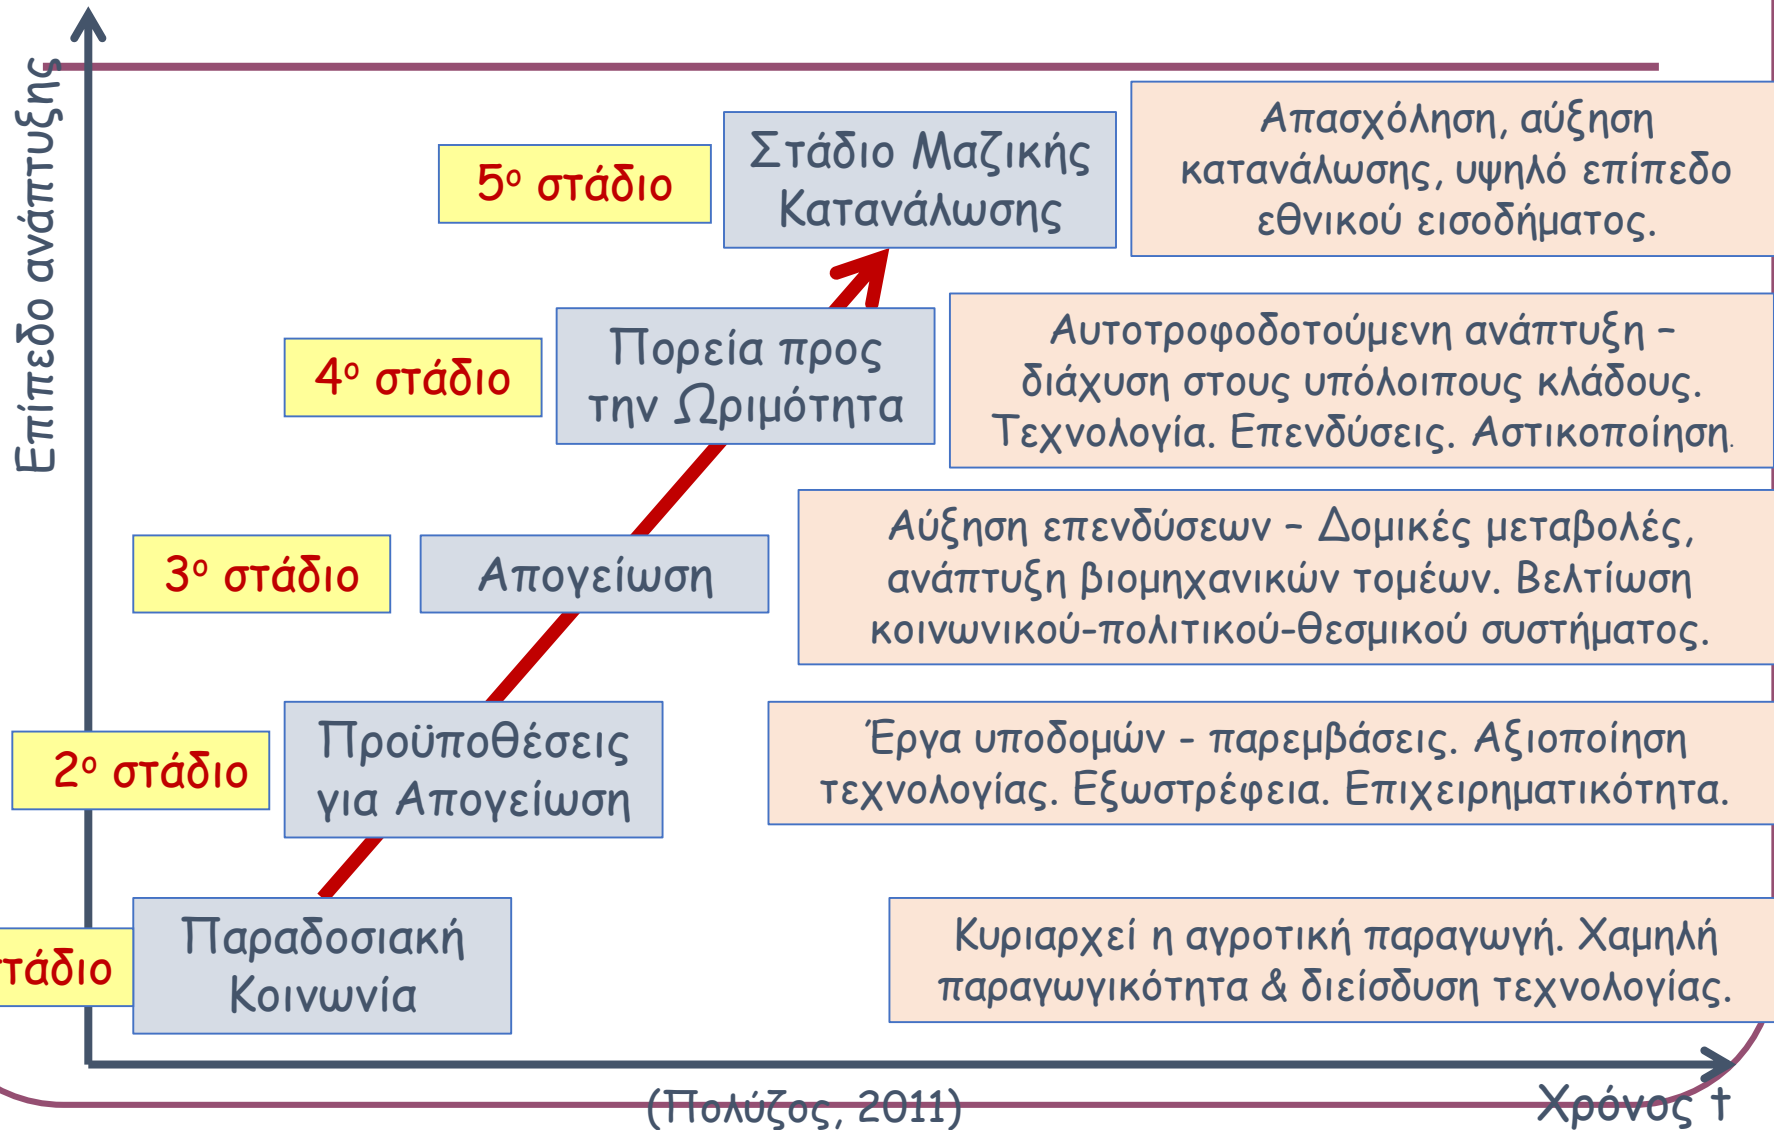 Επίπεδο ανάπτυξης
5ο στάδιο
Στάδιο Μαζικής
Κατανάλωσης
Απασχόληση, αύξηση
κατανάλωσης, υψηλό επίπεδο
εθνικού εισοδήματος.
4ο στάδιο
Πορεία προς
την Ωριμότητα
Αυτοτροφοδοτούμενη ανάπτυξη –
διάχυση στους υπόλοιπους κλάδους.
Τεχνολογία. Επενδύσεις. Αστικοποίηση.
3ο στάδιο
Απογείωση
Αύξηση επενδύσεων – Δομικές μεταβολές,
ανάπτυξη βιομηχανικών τομέων. Βελτίωση
κοινωνικού-πολιτικού-θεσμικού συστήματος.
2ο στάδιο
Προϋποθέσεις
για Απογείωση
Έργα υποδομών - παρεμβάσεις. Αξιοποίηση
τεχνολογίας. Εξωστρέφεια. Επιχειρηματικότητα.
τάδιο
Παραδοσιακή
Κοινωνία
Κυριαρχεί η αγροτική παραγωγή. Χαμηλή
παραγωγικότητα & διείσδυση τεχνολογίας.
(Πολύζος, 2011)
Χρόνος t